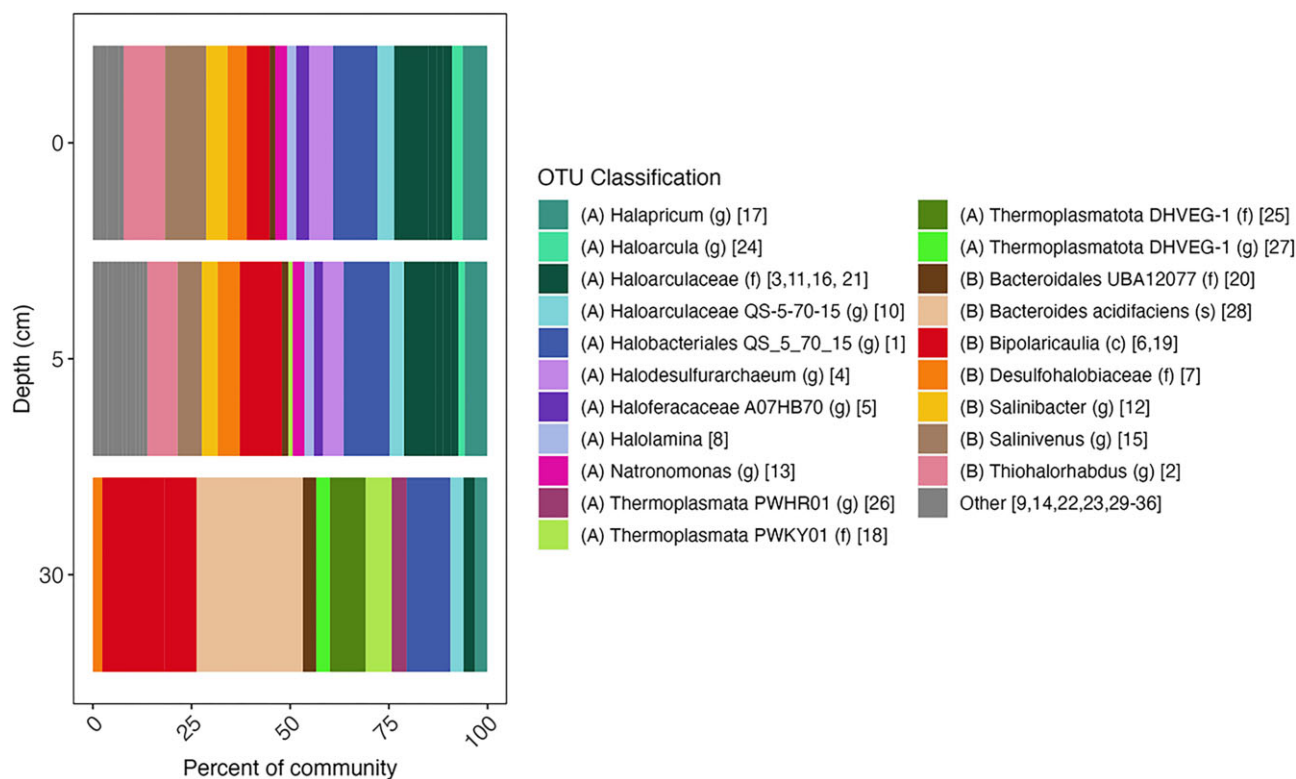 0
5
30
Depth (cm)
0
25
50
75
100
Percent of community
OTU Classification
(A) Halapricum (g) [17]
(A) Haloarcula (g) [24]
(A) Haloarculaceae (f) [3,11,16, 21]
(A) Haloarculaceae QS-5-70-15 (g) [10]
(A) Halobacteriales QS_5_70_15 (g) [1]
(A) Halodesulfurarchaeum (g) [4]
(A) Haloferacaceae A07HB70 (g) [5]
(A) Halolamina [8]
(A) Natronomonas (g) [13]
(A) Thermoplasmata PWHR01 (g) [26]
(A) Thermoplasmata PWKY01 (f) [18]
(A) Thermoplasmatota DHVEG-1 (f) [25]
(A) Thermoplasmatota DHVEG-1 (g) [27]
(B) Bacteroidales UBA12077 (f) [20]
(B) Bacteroides acidifaciens (s) [28]
(B) Bipolaricaulia (c) [6,19]
(B) Desulfohalobiaceae (f) [7]
(B) Salinibacter (g) [12]
(B) Salinivenus (g) [15]
(B) Thiohalorhabdus (g) [2]
Other [9,14,22,23,29-36]